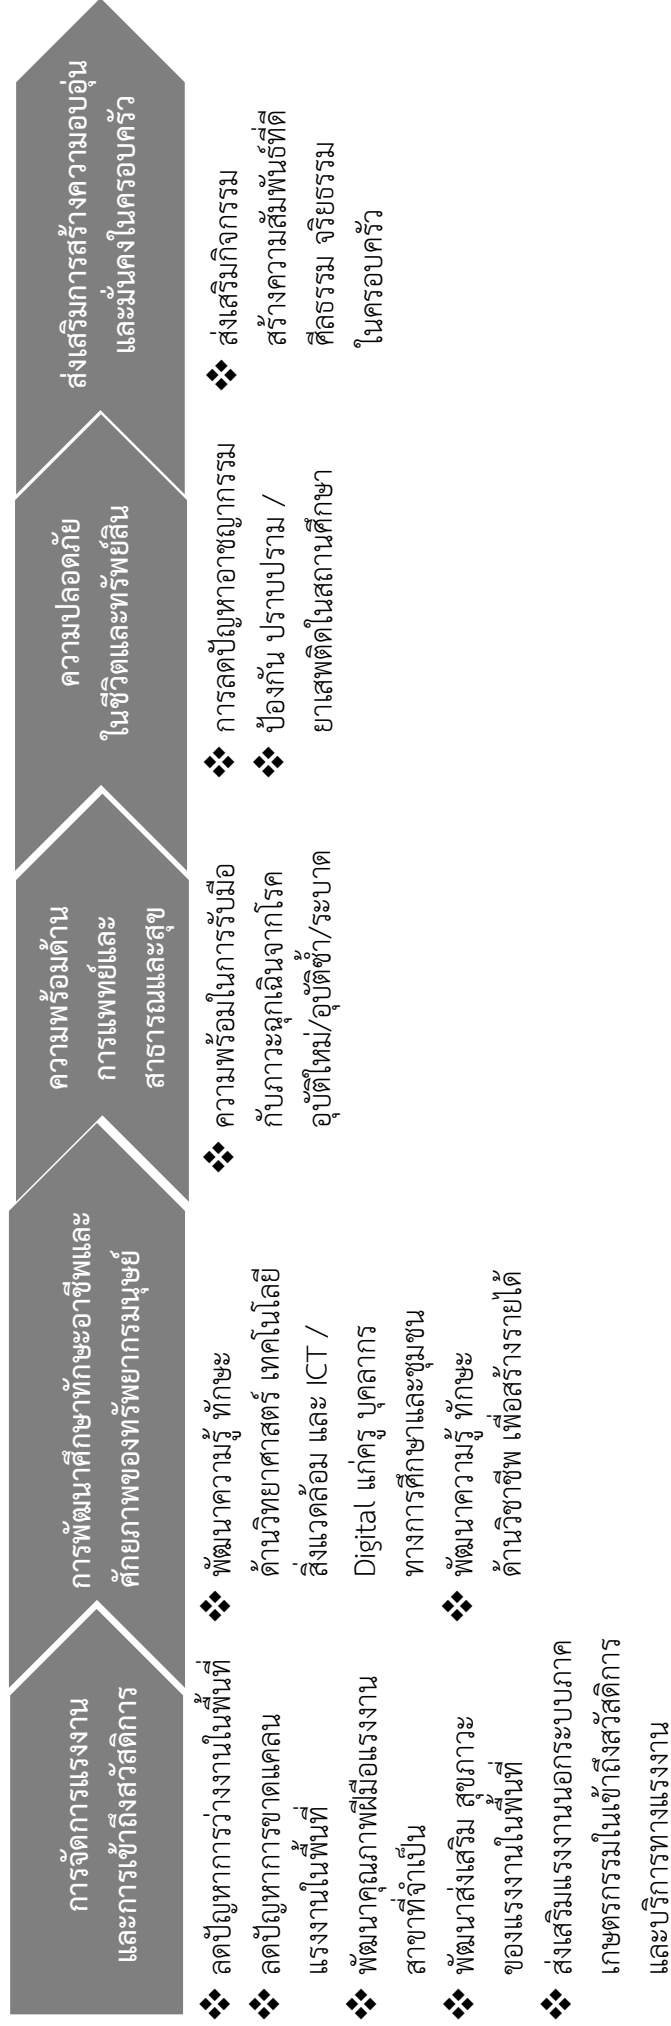 การจัดการแรงงาน
และการเข้าถึงสวัสดิการ
❖ ลดปัญหาการว่างงานในพื้นที่
❖ ลดปัญหาการขาดแคลน
แรงงานในพื้นที่
❖ พัฒนาคุณภาพฝีมือแรงงาน
สาขาที่จำเป็น
❖ พัฒนาส่งเสริม สุขภาวะ
ของแรงงานในพื้นที่
❖ ส่งเสริมแรงงานนอกระบบภาค
เกษตรกรรมในเข้าถึงสวัสดิการ
และบริการทางแรงงาน
การพัฒนาศึกษาทักษะอาชีพและ
ศักยภาพของทรัพยากรมนุษย์
❖ พัฒนาความรู้ ทักษะ
ด้านวิทยาศาสตร์ เทคโนโลยี
สิ่งแวดล้อม และ ICT /
Digital แก่ครู บุคลากร
ทางการศึกษาและชุมชน
❖ พัฒนาความรู้ ทักษะ
ด้านวิชาชีพ เพื่อสร้างรายได้
ความพร้อมด้าน
การแพทย์และ
สาธารณและสุข
❖ ความพร้อมในการรับมือ
กับภาวะฉุกเฉินจากโรค
อุบัติใหม่/อุบัติซ้ำ/ระบาด
ความปลอดภัย
ในชีวิตและทรัพย์สิน
❖ การลดปัญหาอาชญากรรม
❖ ป้องกัน ปราบปราม /
ยาเสพติดในสถานศึกษา
ส่งเสริมการสร้างความอบอุ่น
และมั่นคงในครอบครัว
❖ ส่งเสริมกิจกรรม
สร้างความสัมพันธ์ที่ดี
ศีลธรรม จริยธรรม
ในครอบครัว